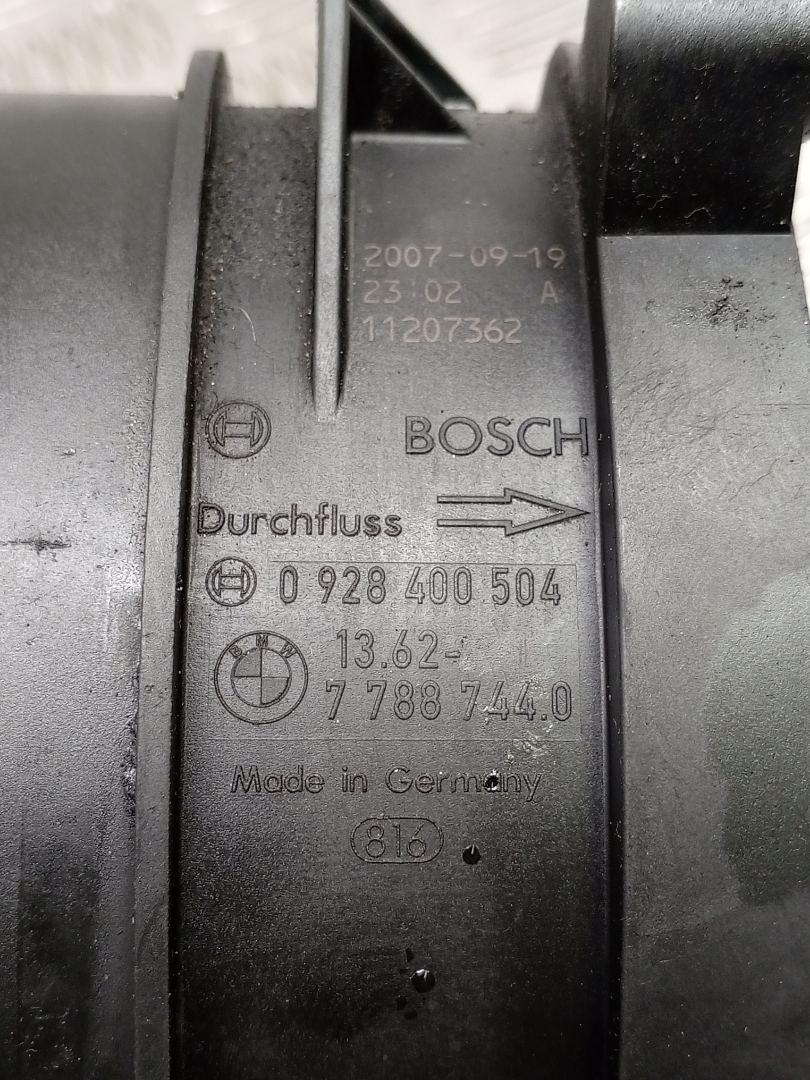 2007-09-19
23:02 A
11207362
BOSCH
Durchfluss
0 928 400 504
BMW
13.62-
7 788 744.0
Made in Germany
816